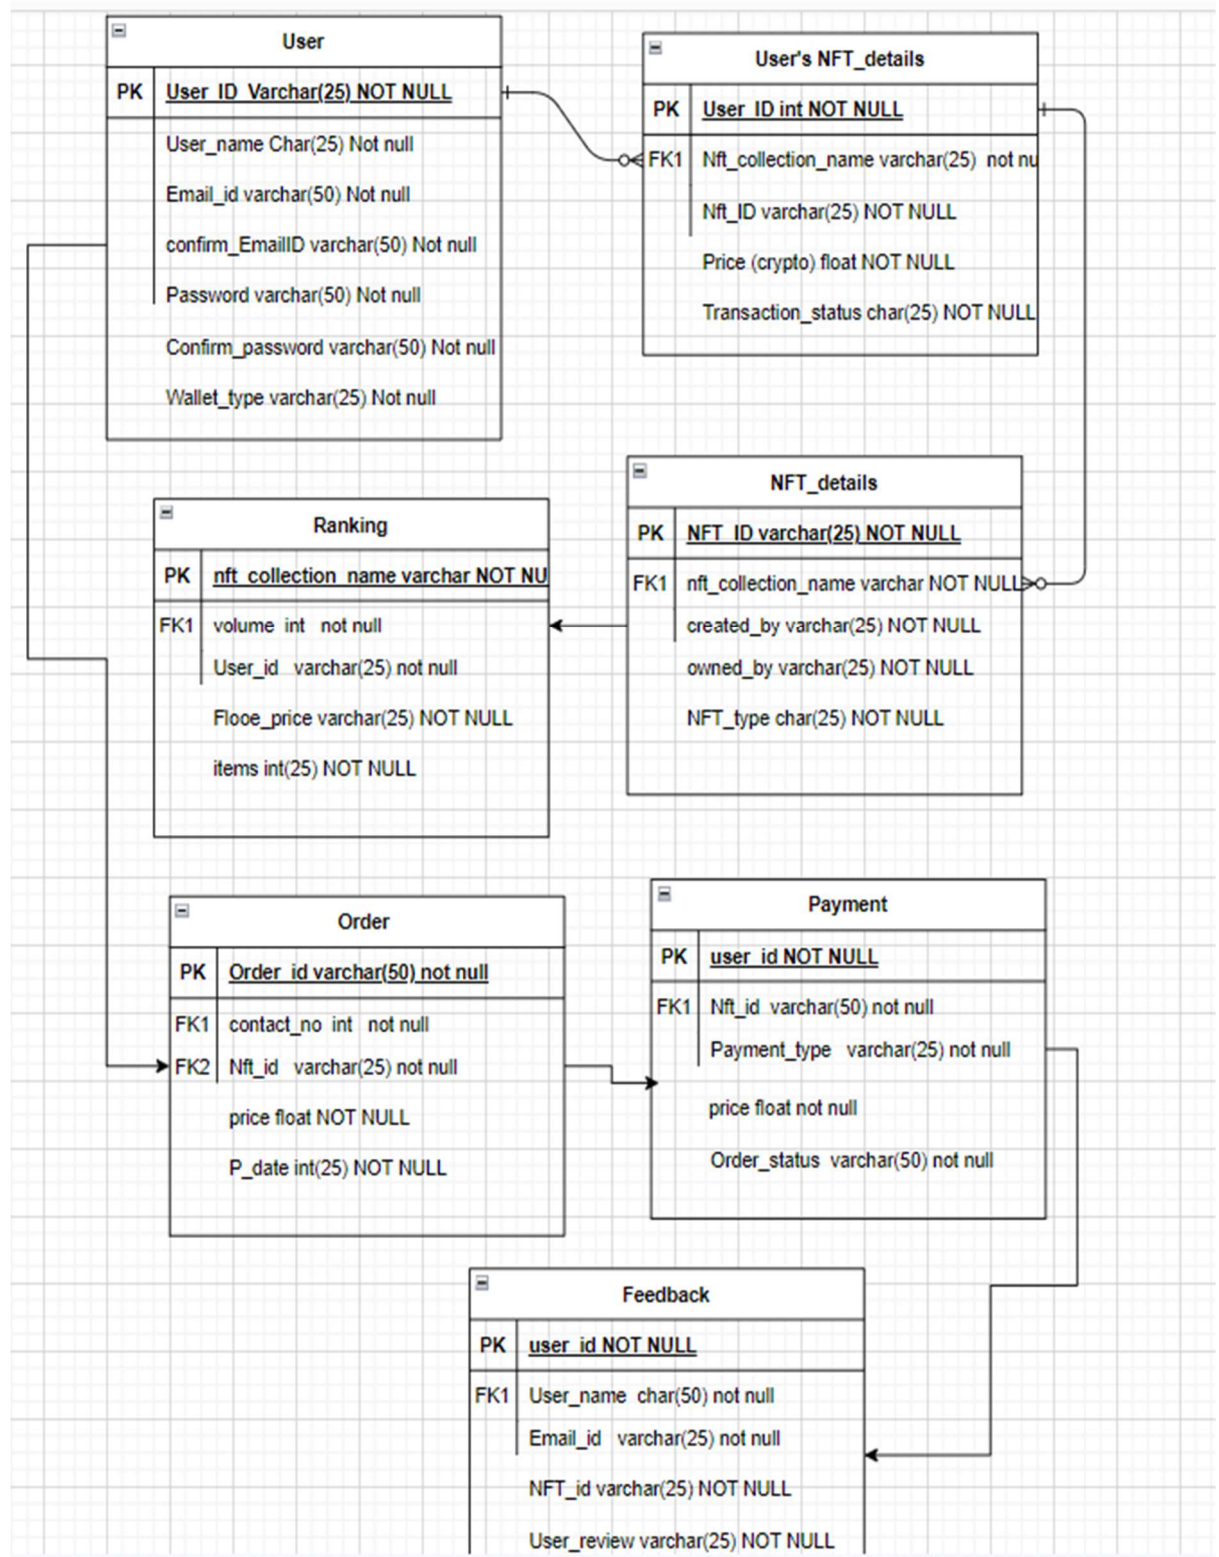 User
PK User_ID Varchar(25) NOT NULL
User_name Char(25) Not null
Email_id varchar(50) Not null
confirm_EmailID varchar(50) Not null
Password varchar(50) Not null
Confirm_password varchar(50) Not null
Wallet_type varchar(25) Not null
User's NFT_details
PK User_ID int NOT NULL
FK1 Nft_collection_name varchar(25) not nu
Nft_ID varchar(25) NOT NULL
Price (crypto) float NOT NULL
Transaction_status char(25) NOT NULL
NFT_details
PK NFT_ID varchar(25) NOT NULL
FK1 nft_collection_name varchar NOT NULL
created_by varchar(25) NOT NULL
owned_by varchar(25) NOT NULL
NFT_type char(25) NOT NULL
Ranking
PK nft_collection_name varchar NOT NU
FK1 volume int not null
User_id varchar(25) not null
Flooe_price varchar(25) NOT NULL
items int(25) NOT NULL
Order
PK Order_id varchar(50) not null
FK1 contact_no int not null
FK2 Nft_id varchar(25) not null
price float NOT NULL
P_date int(25) NOT NULL
Payment
PK user_id NOT NULL
FK1 Nft_id varchar(50) not null
Payment_type varchar(25) not null
price float not null
Order_status varchar(50) not null
Feedback
PK user_id NOT NULL
FK1 User_name char(50) not null
Email_id varchar(25) not null
NFT_id varchar(25) NOT NULL
User_review varchar(25) NOT NULL